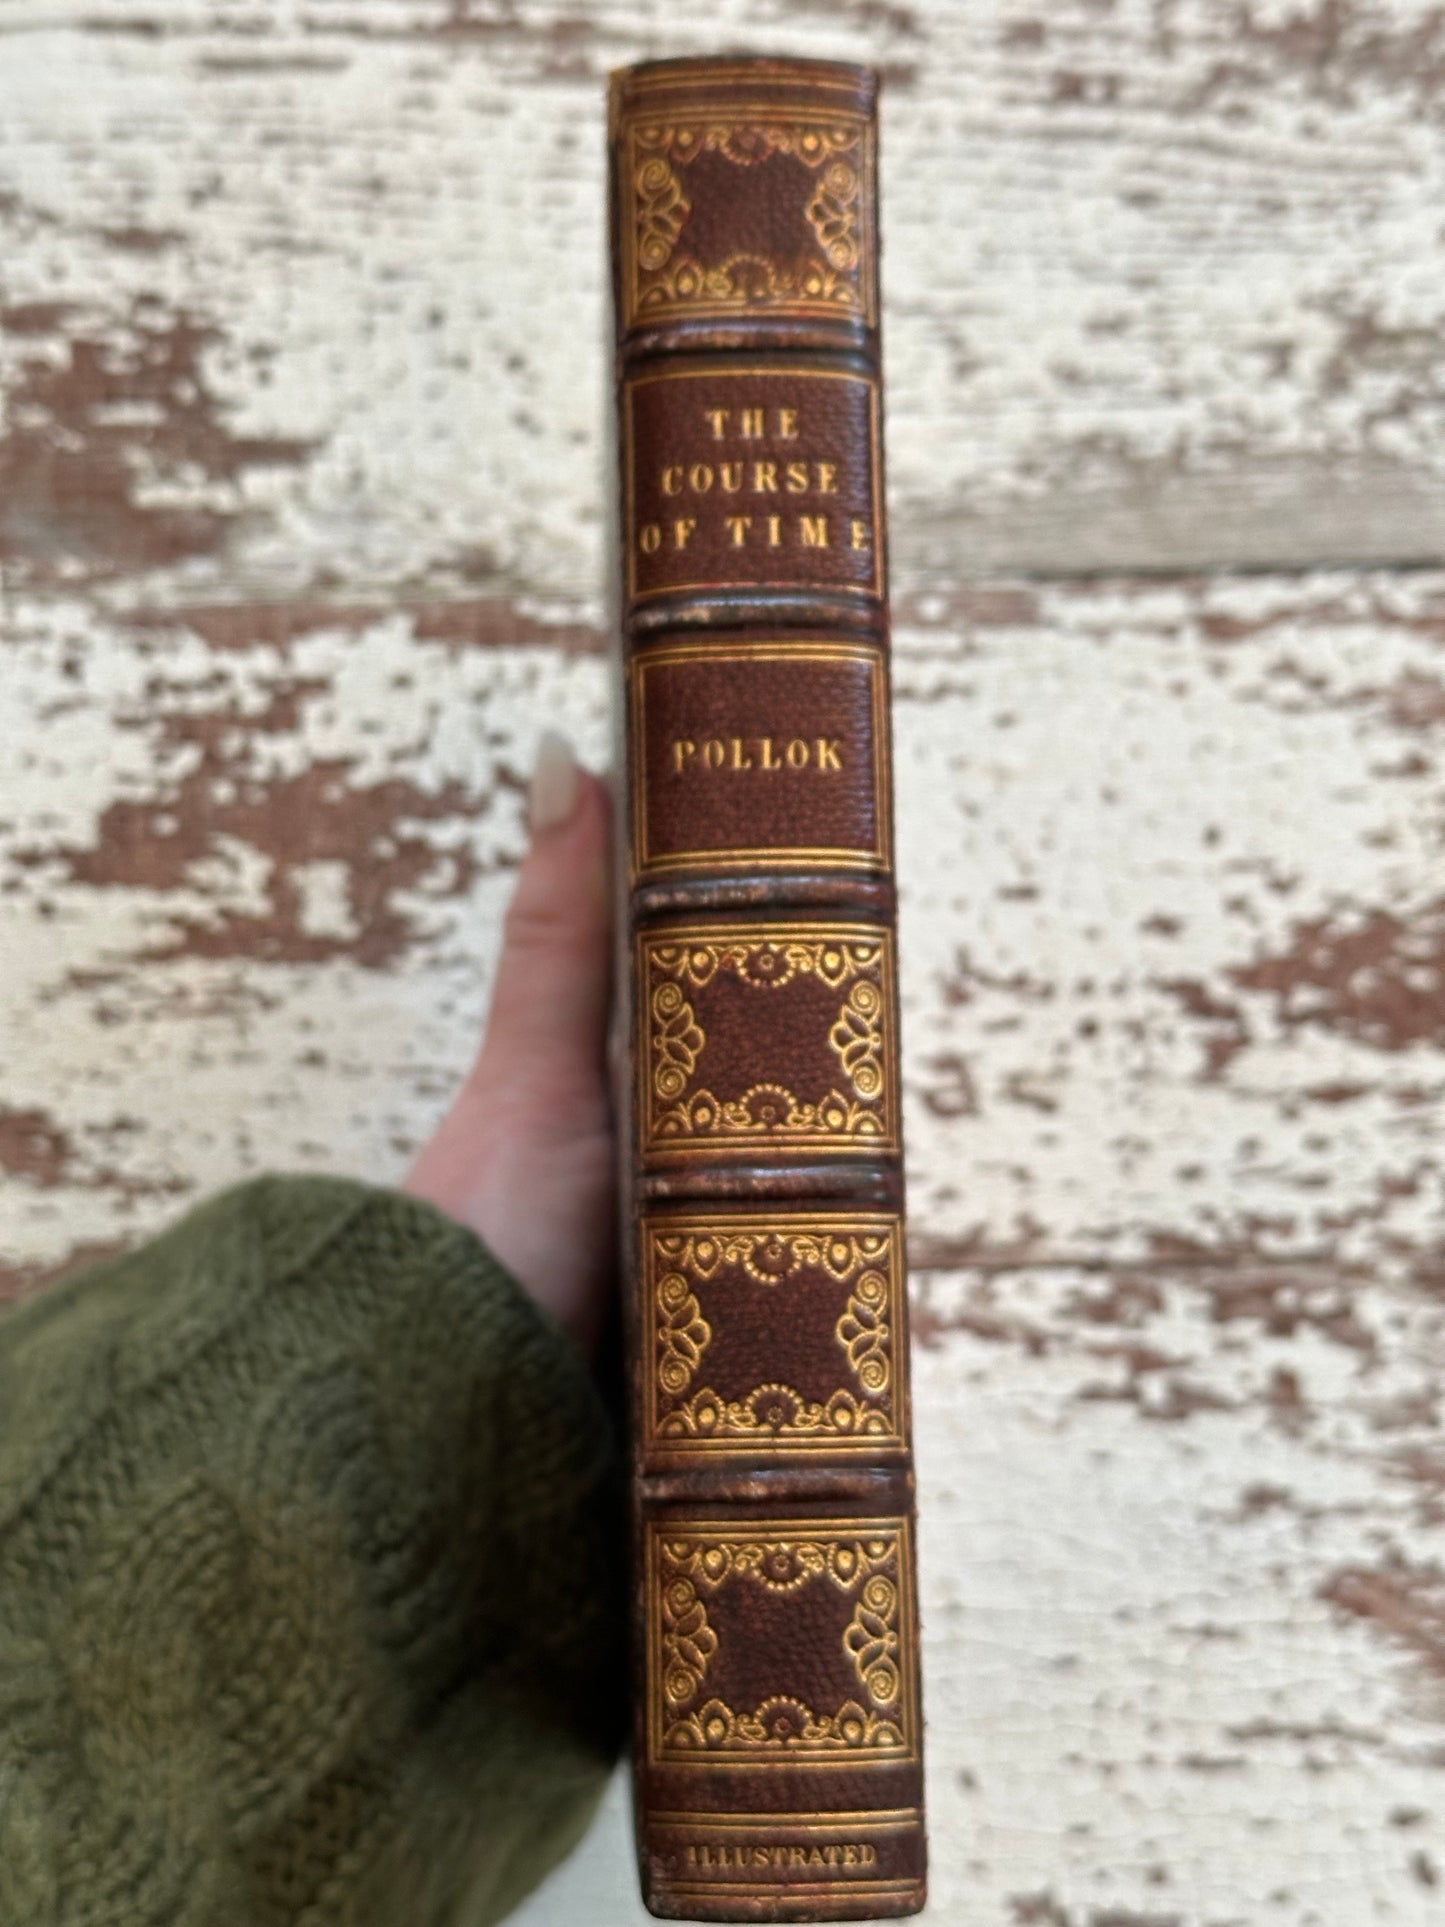 THE
COURSE
OF TIME
POLLOK
ILLUSTRATED